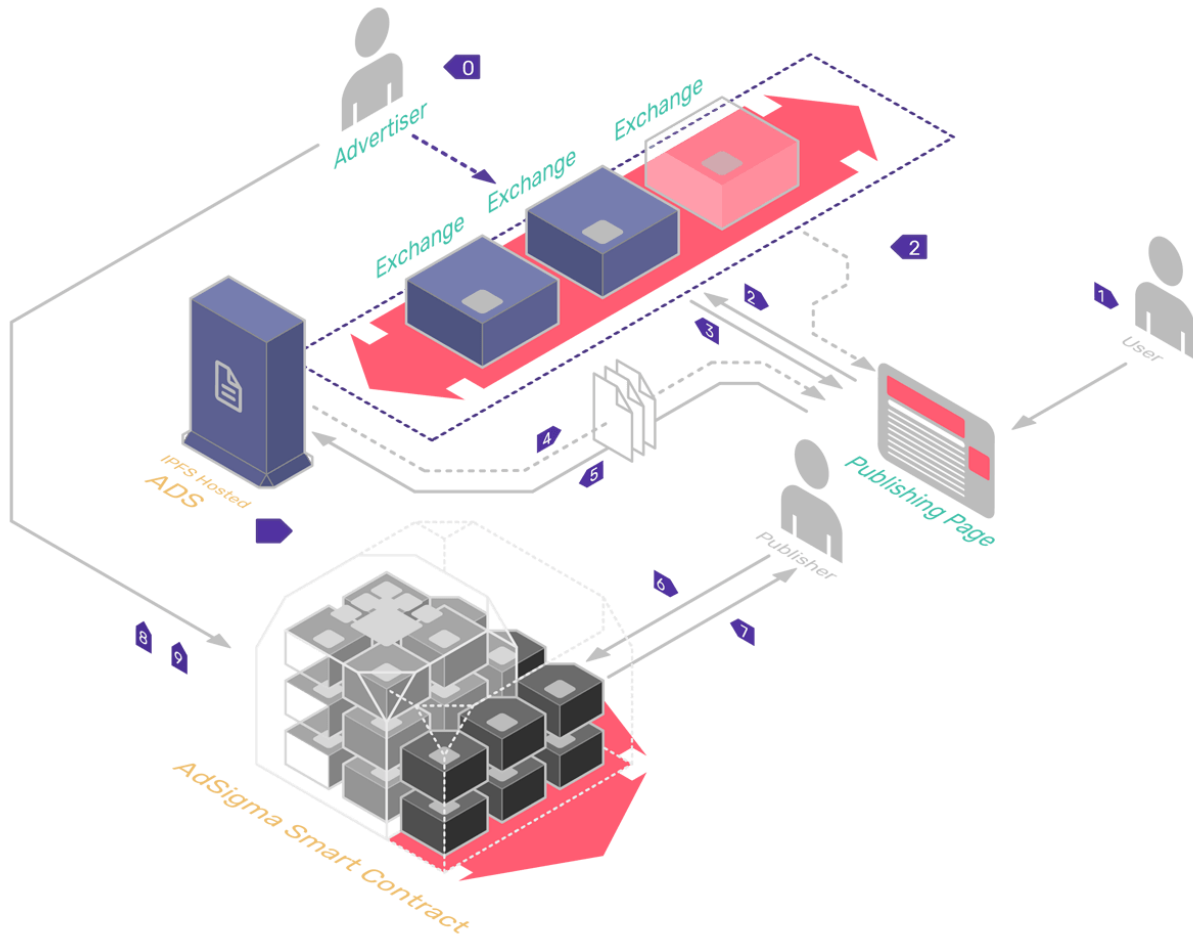 0
Advertiser
Exchange
Exchange
Exchange
2
1
User
2
3
4
5
IPFS Hosted
ADS
Publishing Page
Publisher
6
7
8
9
AdSigma Smart Contract